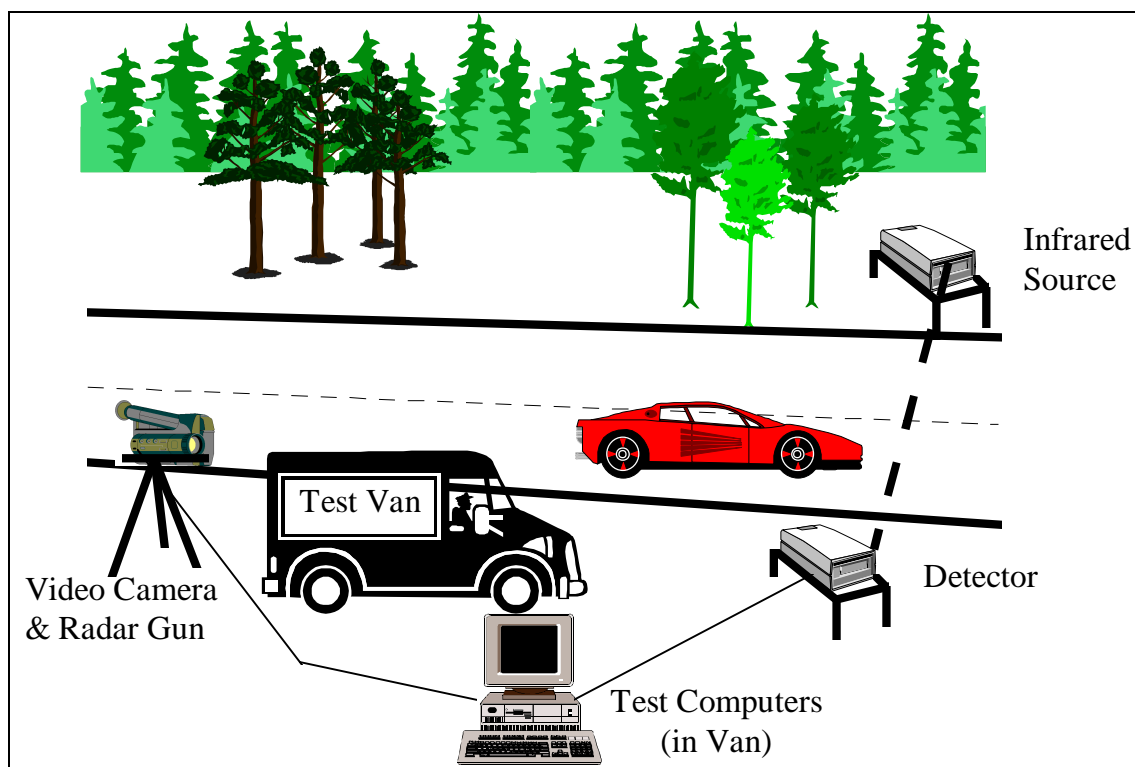 Infrared
Source
Test Van
Video Camera
& Radar Gun
Detector
Test Computers
(in Van)